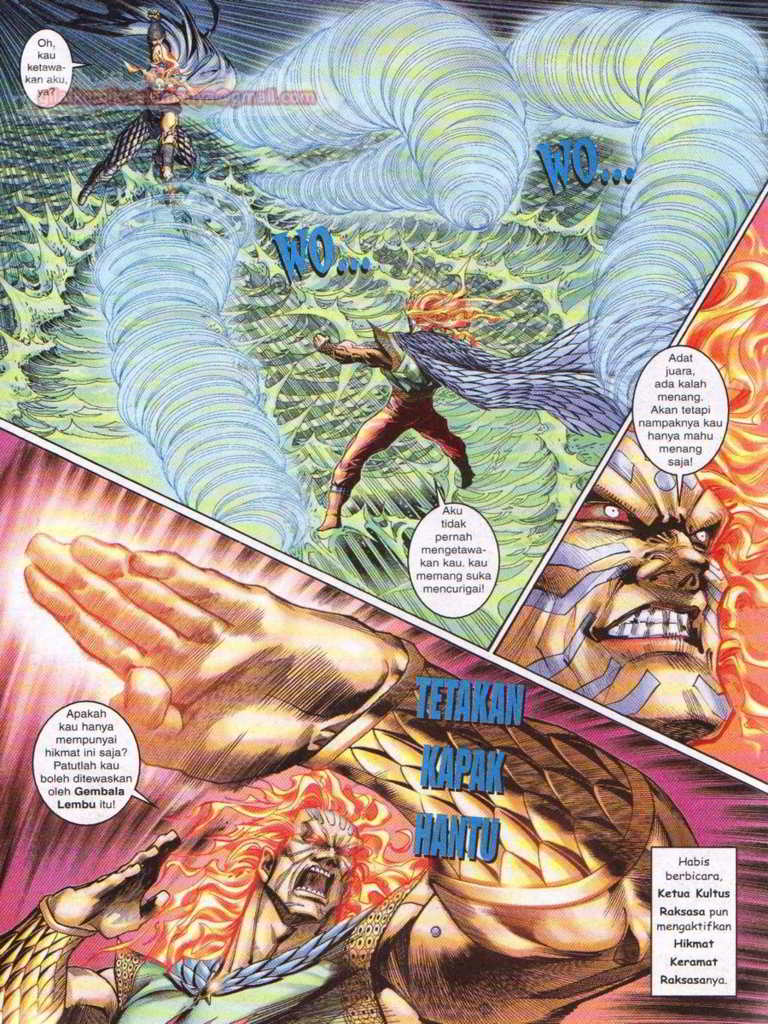 Oh,
kau
ketawa-
kan aku,
ya?
WO...
WO...
Adat
juara,
ada kalah
menang.
Akan tetapi
nampaknya kau
hanya mahu
menang
saja!
Aku
tidak
pernah
mengetawa-
kan kau. kau
memang suka
mencurigai!
TETAKAN
KAPAK
HANTU
Apakah
kau hanya
mempunyai
hikmat ini saja?
Patutlah kau
boleh ditewaskan
oleh Gembala
Lembu itu!
Habis
berbicara,
Ketua Kultus
Raksasa pun
mengaktifkan
Hikmat
Keramat
Raksasanya.